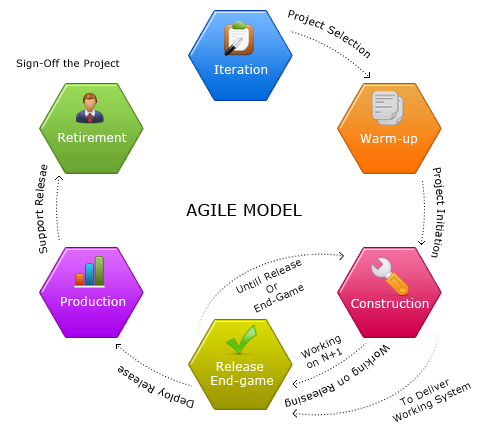 Project Selection
Iteration
Sign-Off the Project
Retirement
Warm-up
Support Relesae
Project Initiation
AGILE MODEL
Untill Release
Or
End-Game
Production
Construction
Working
on N+1
Working on Releasing
Release
End-game
Deploy Release
To Deliver
Working System